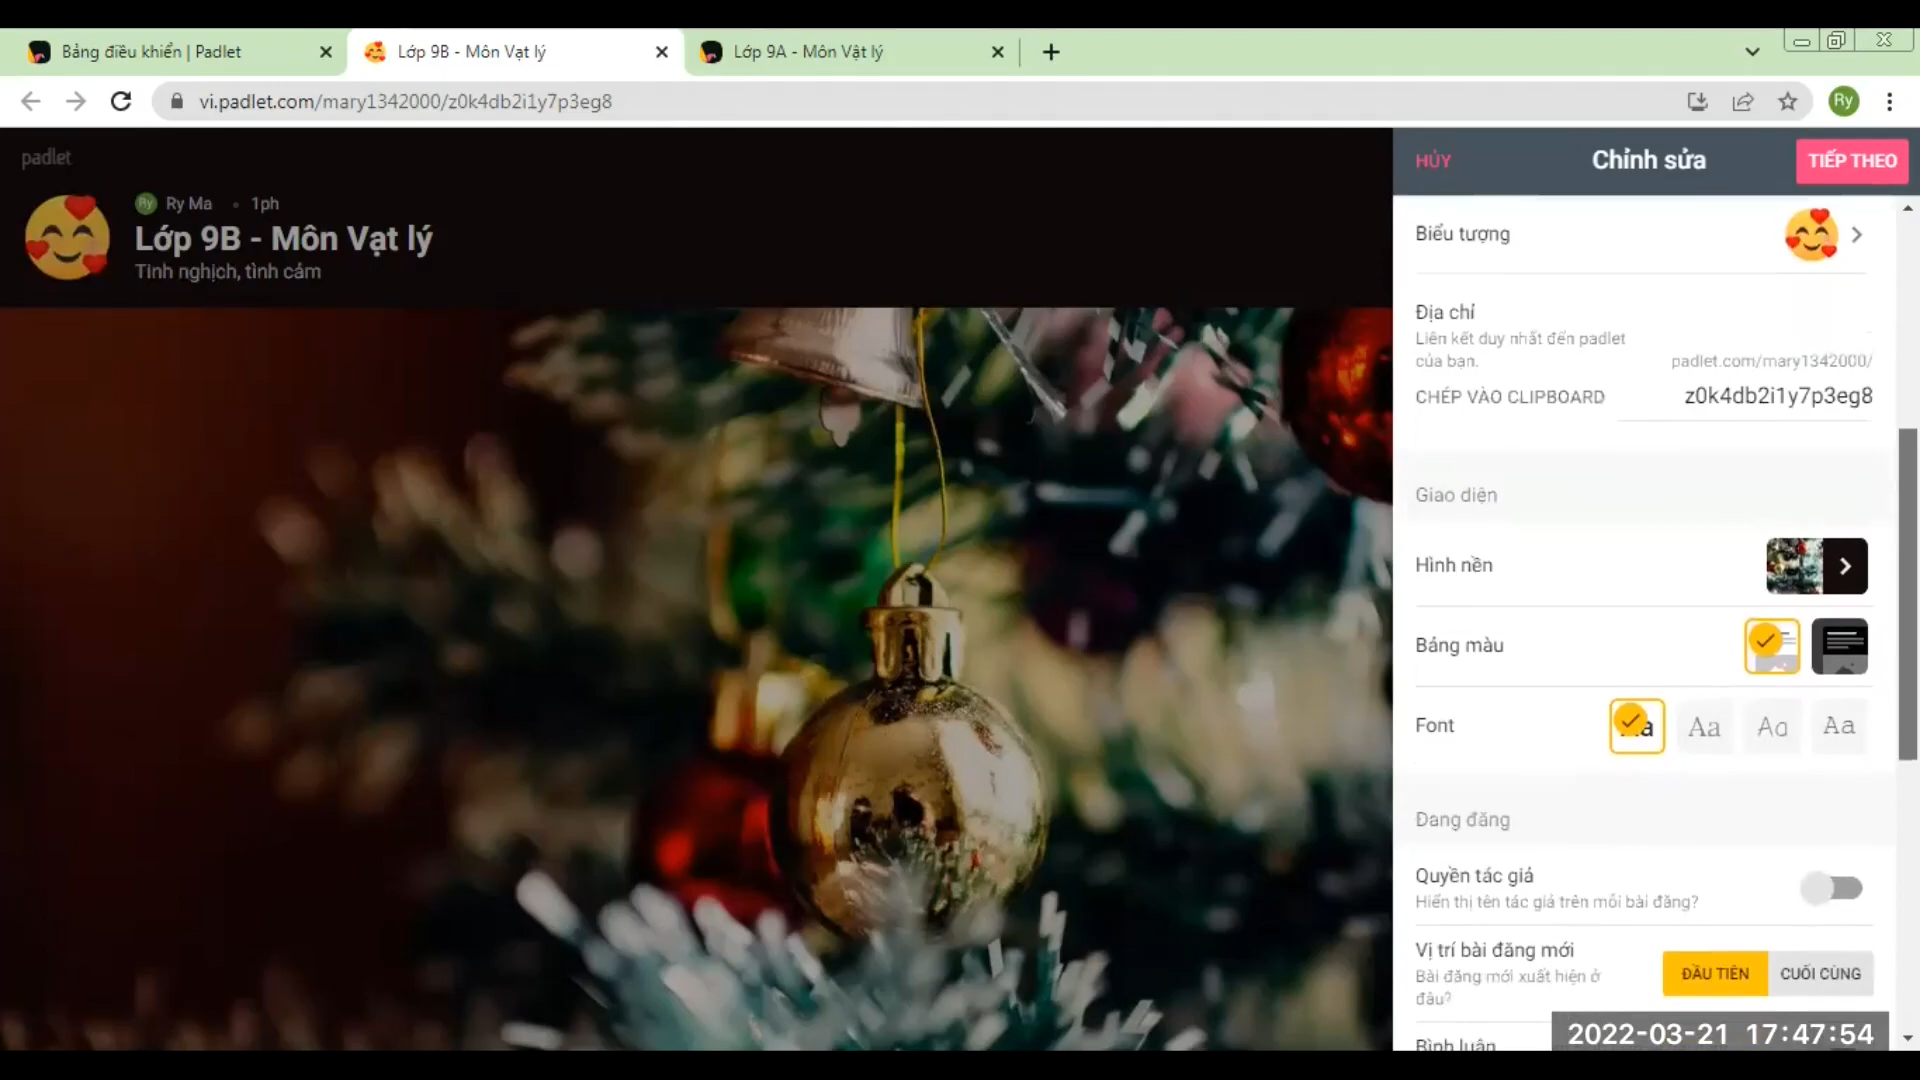 Bảng điều khiển | Padlet
Lớp 9B - Môn Vạt lý
Lớp 9A - Môn Vật lý
vi.padlet.com/mary1342000/z0k4db2i1y7p3eg8
Ry
padlet
Ry Ry Ma • 1ph
Lớp 9B - Môn Vạt lý
Tinh nghịch, tình cảm
HỦY
Chỉnh sửa
TIẾP THEO
Biểu tượng
Địa chỉ
Liên kết duy nhất đến padlet
của bạn.
padlet.com/mary1342000/
CHÉP VÀO CLIPBOARD
z0k4db2i1y7p3eg8
Giao diện
Hình nền
Bảng màu
Font
Aa Aa Aa
Đang đăng
Quyền tác giả
Hiển thị tên tác giả trên mỗi bài đăng?
Vị trí bài đăng mới
Bài đăng mới xuất hiện ở
đâu?
ĐẦU TIÊN
CUỐI CÙNG
Bình luận
2022-03-21 17:47:54